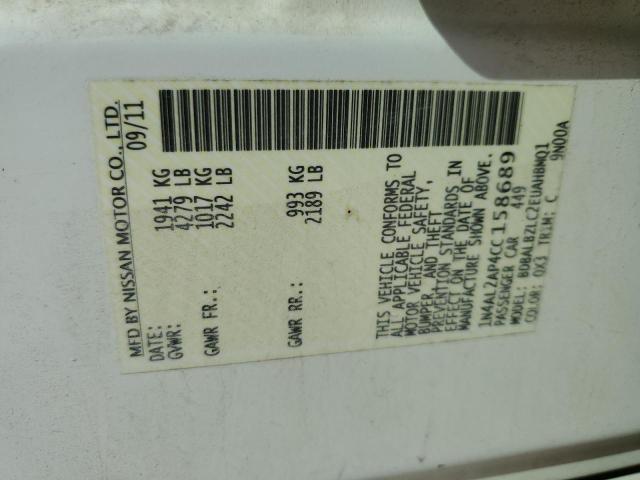 MFD BY NISSAN MOTOR CO., LTD.
DATE: 09/11
GVWR: 1941 KG
4279 LB
GAWR FR: 1017 KG
2242 LB
GAWR RR: 993 KG
2189 LB
THIS VEHICLE CONFORMS TO
ALL APPLICABLE FEDERAL
MOTOR VEHICLE SAFETY,
BUMPER, AND THEFT
PREVENTION STANDARDS IN
EFFECT ON THE DATE OF
MANUFACTURE SHOWN ABOVE.
1N4AL2AP4CC158689
PASSENGER CAR 449
MODEL: BDBALBZLC2EUAHBMQ1
COLOR: QX3 TRIM: C 9N00A